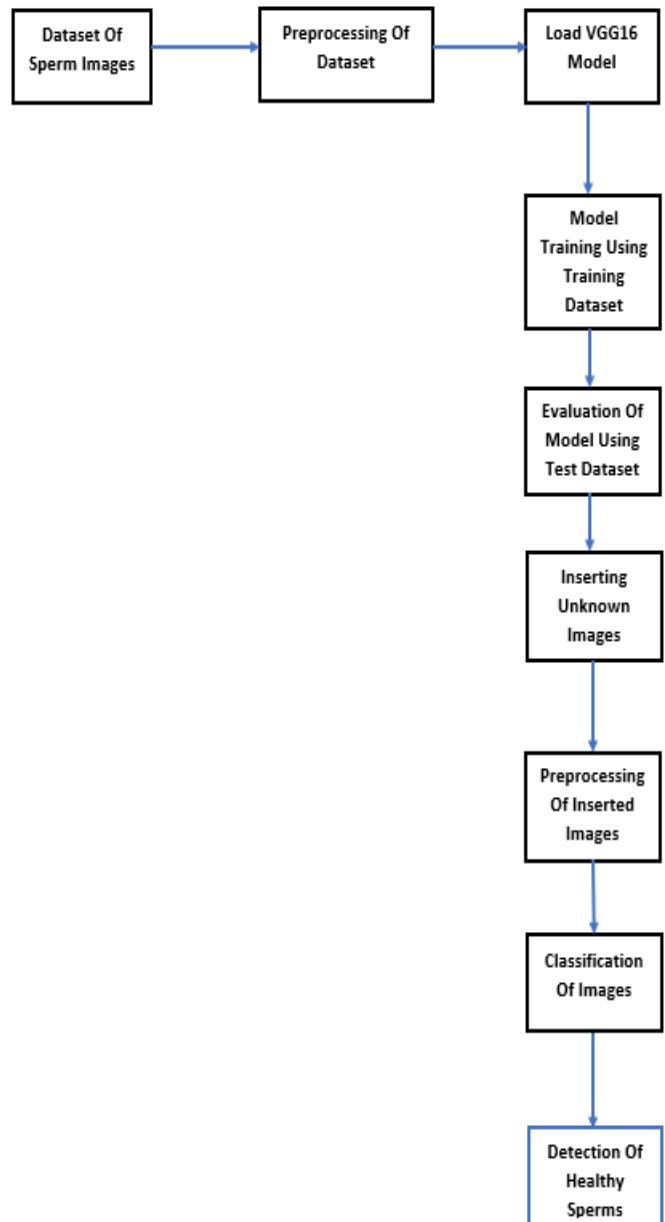 Dataset Of
Sperm Images
Preprocessing Of
Dataset
Load VGG16
Model
Model
Training Using
Training
Dataset
Evaluation Of
Model Using
Test Dataset
Inserting
Unknown
Images
Preprocessing
Of Inserted
Images
Classification
Of Images
Detection Of
Healthy
Sperms